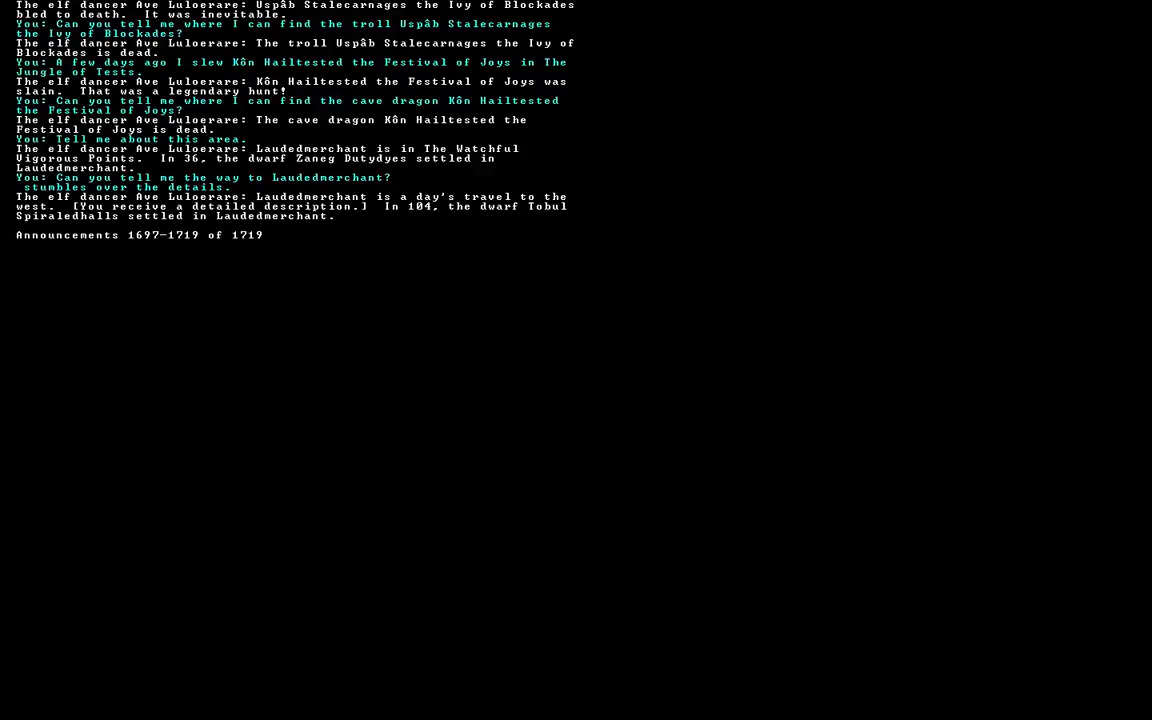 The elf dancer Ave Luloerare: Uspâb Stalecarnages the Ivy of Blockades
bled to death.  It was inevitable.
You: Can you tell me where I can find the troll Uspâb Stalecarnages
the Ivy of Blockades?
The elf dancer Ave Luloerare: The troll Uspâb Stalecarnages the Ivy of
Blockades is dead.
You: A few days ago I slew Kôn Hailtested the Festival of Joys in The
Jungle of Tests.
The elf dancer Ave Luloerare: Kôn Hailtested the Festival of Joys was
slain.  That was a legendary hunt!
You: Can you tell me where I can find the cave dragon Kôn Hailtested
the Festival of Joys?
The elf dancer Ave Luloerare: The cave dragon Kôn Hailtested the
Festival of Joys is dead.
You: Tell me about this area.
The elf dancer Ave Luloerare: Laudedmerchant is in The Watchful
Vigorous Points.  In 36, the dwarf Zaneg Dutydyes settled in
Laudedmerchant.
You: Can you tell me the way to Laudedmerchant?
stumbles over the details.
The elf dancer Ave Luloerare: Laudedmerchant is a day's travel to the
west.  [You receive a detailed description.]  In 104, the dwarf Tobul
Spiraledhalls settled in Laudedmerchant.
Announcements 1697—1719 of 1719